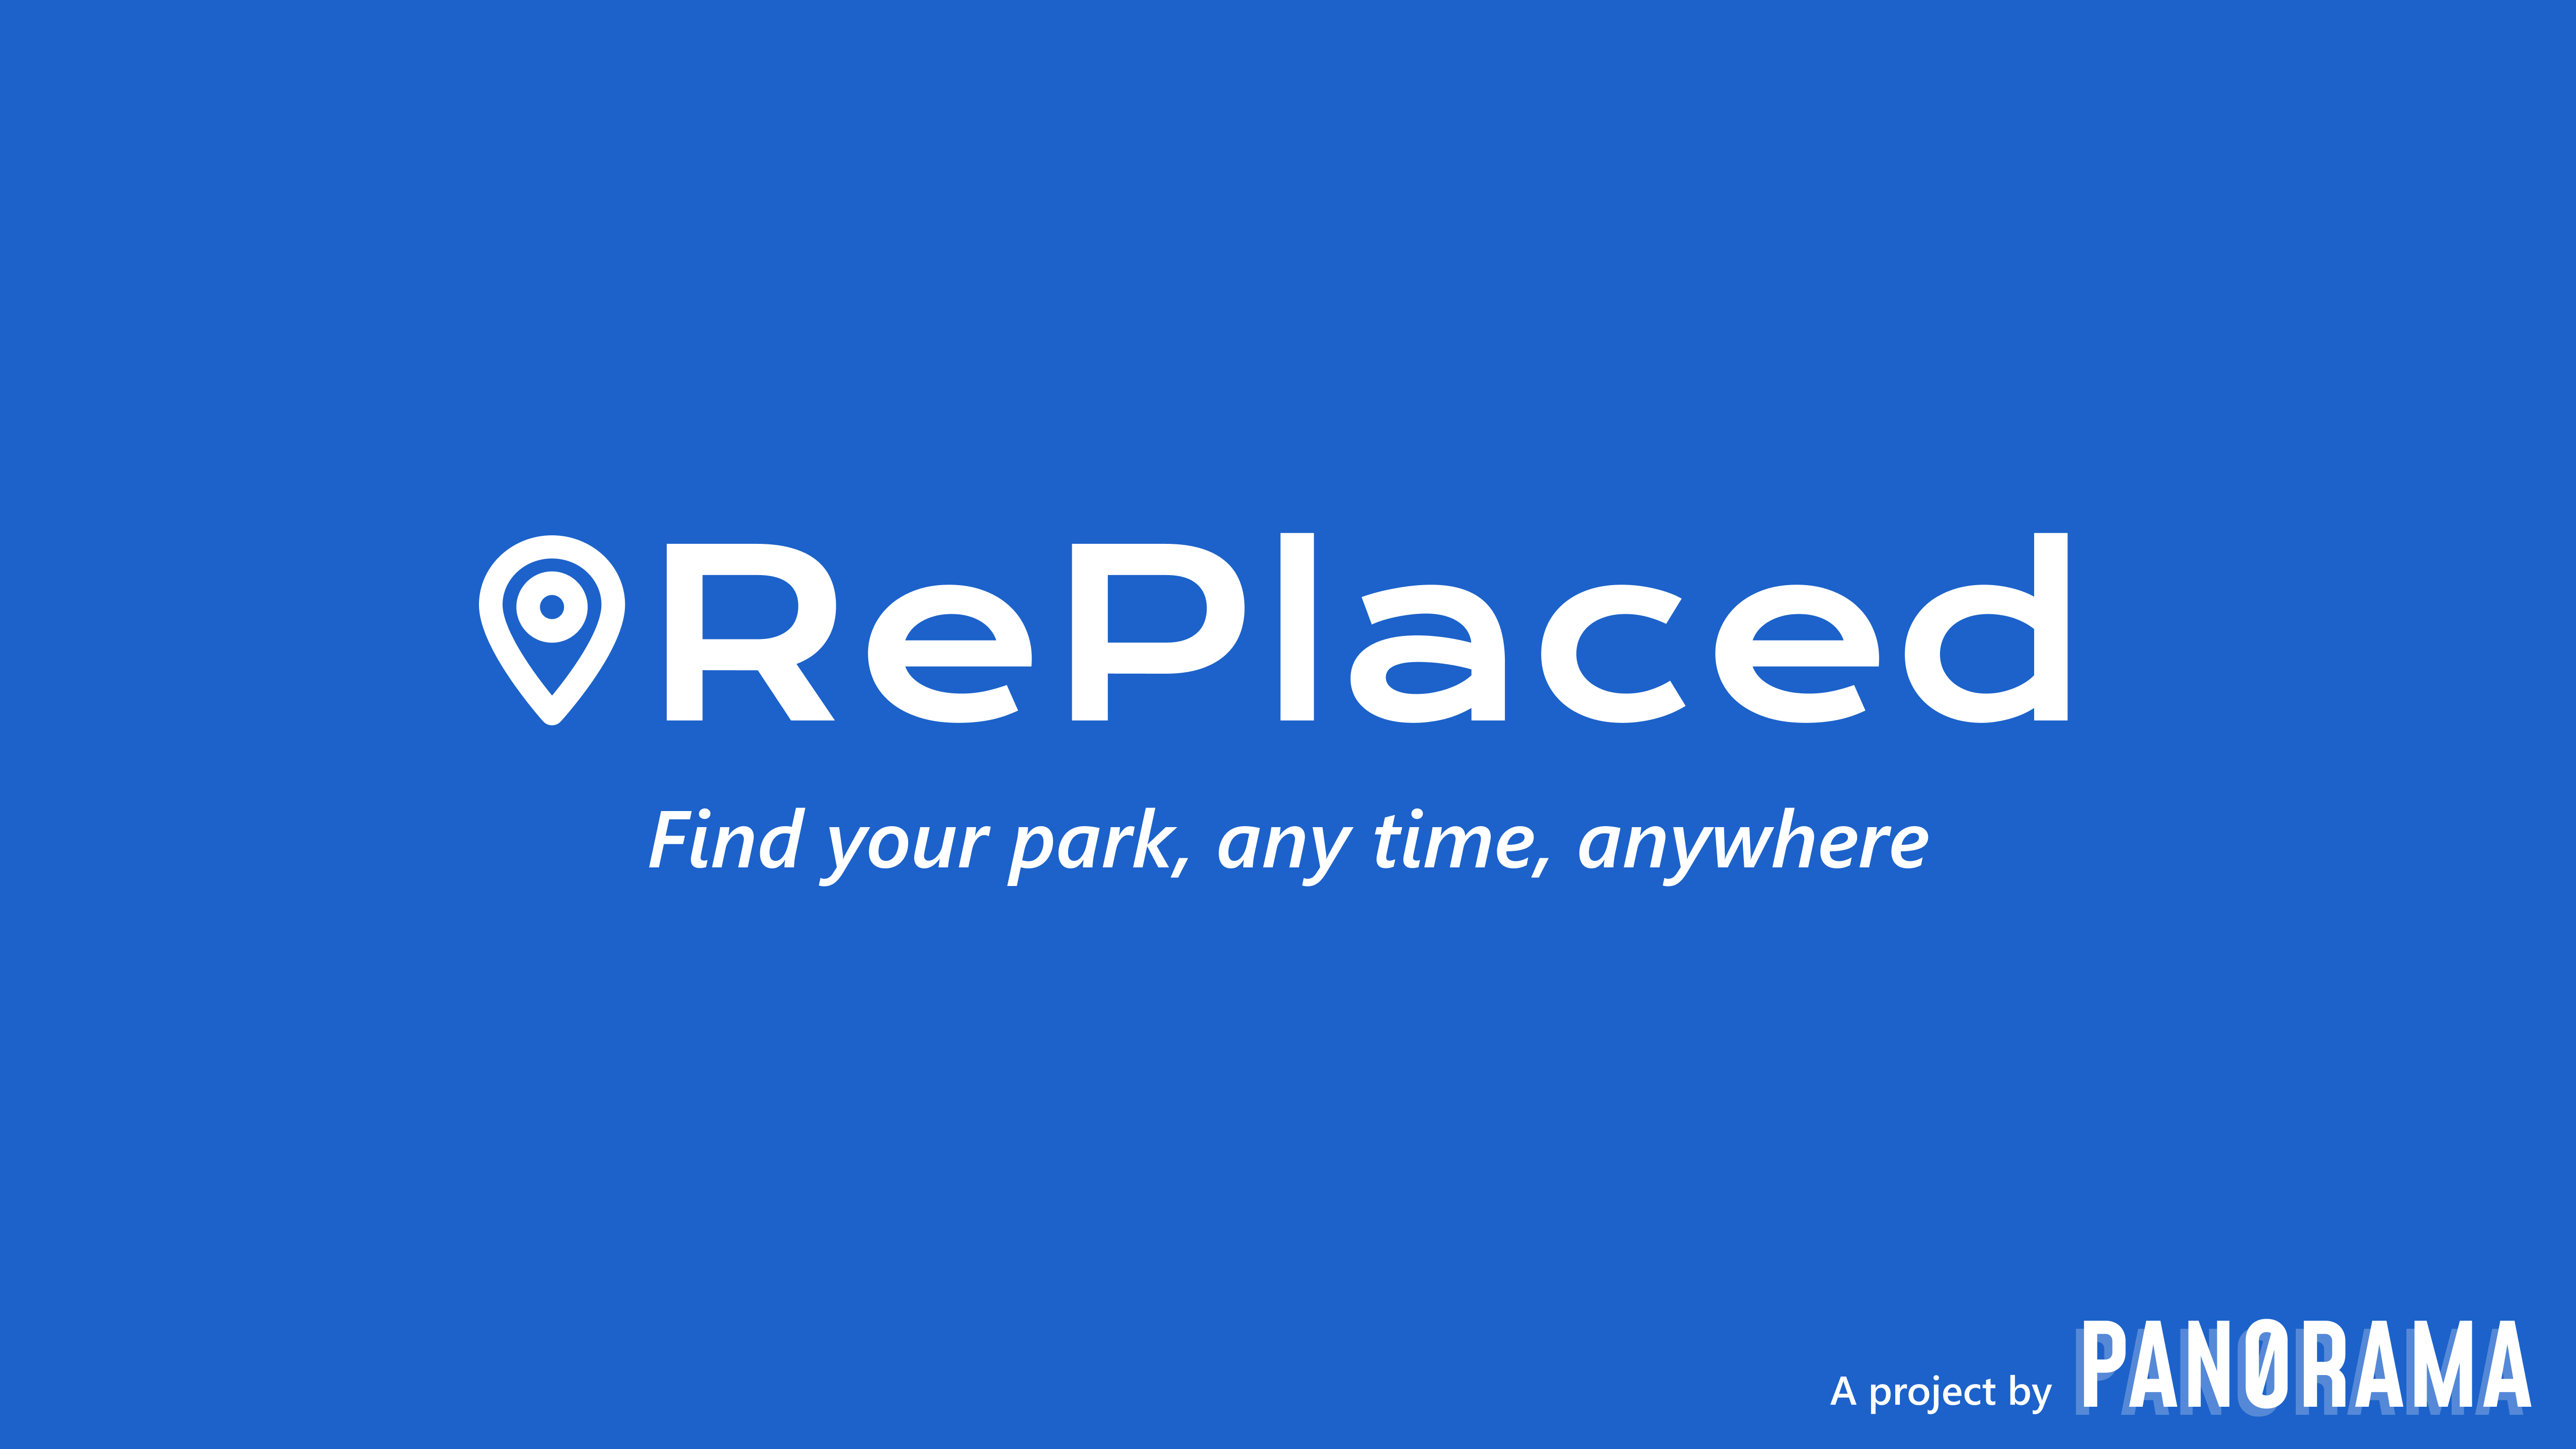 RePlaced
Find your park, any time, anywhere
A project by PANØRAMA